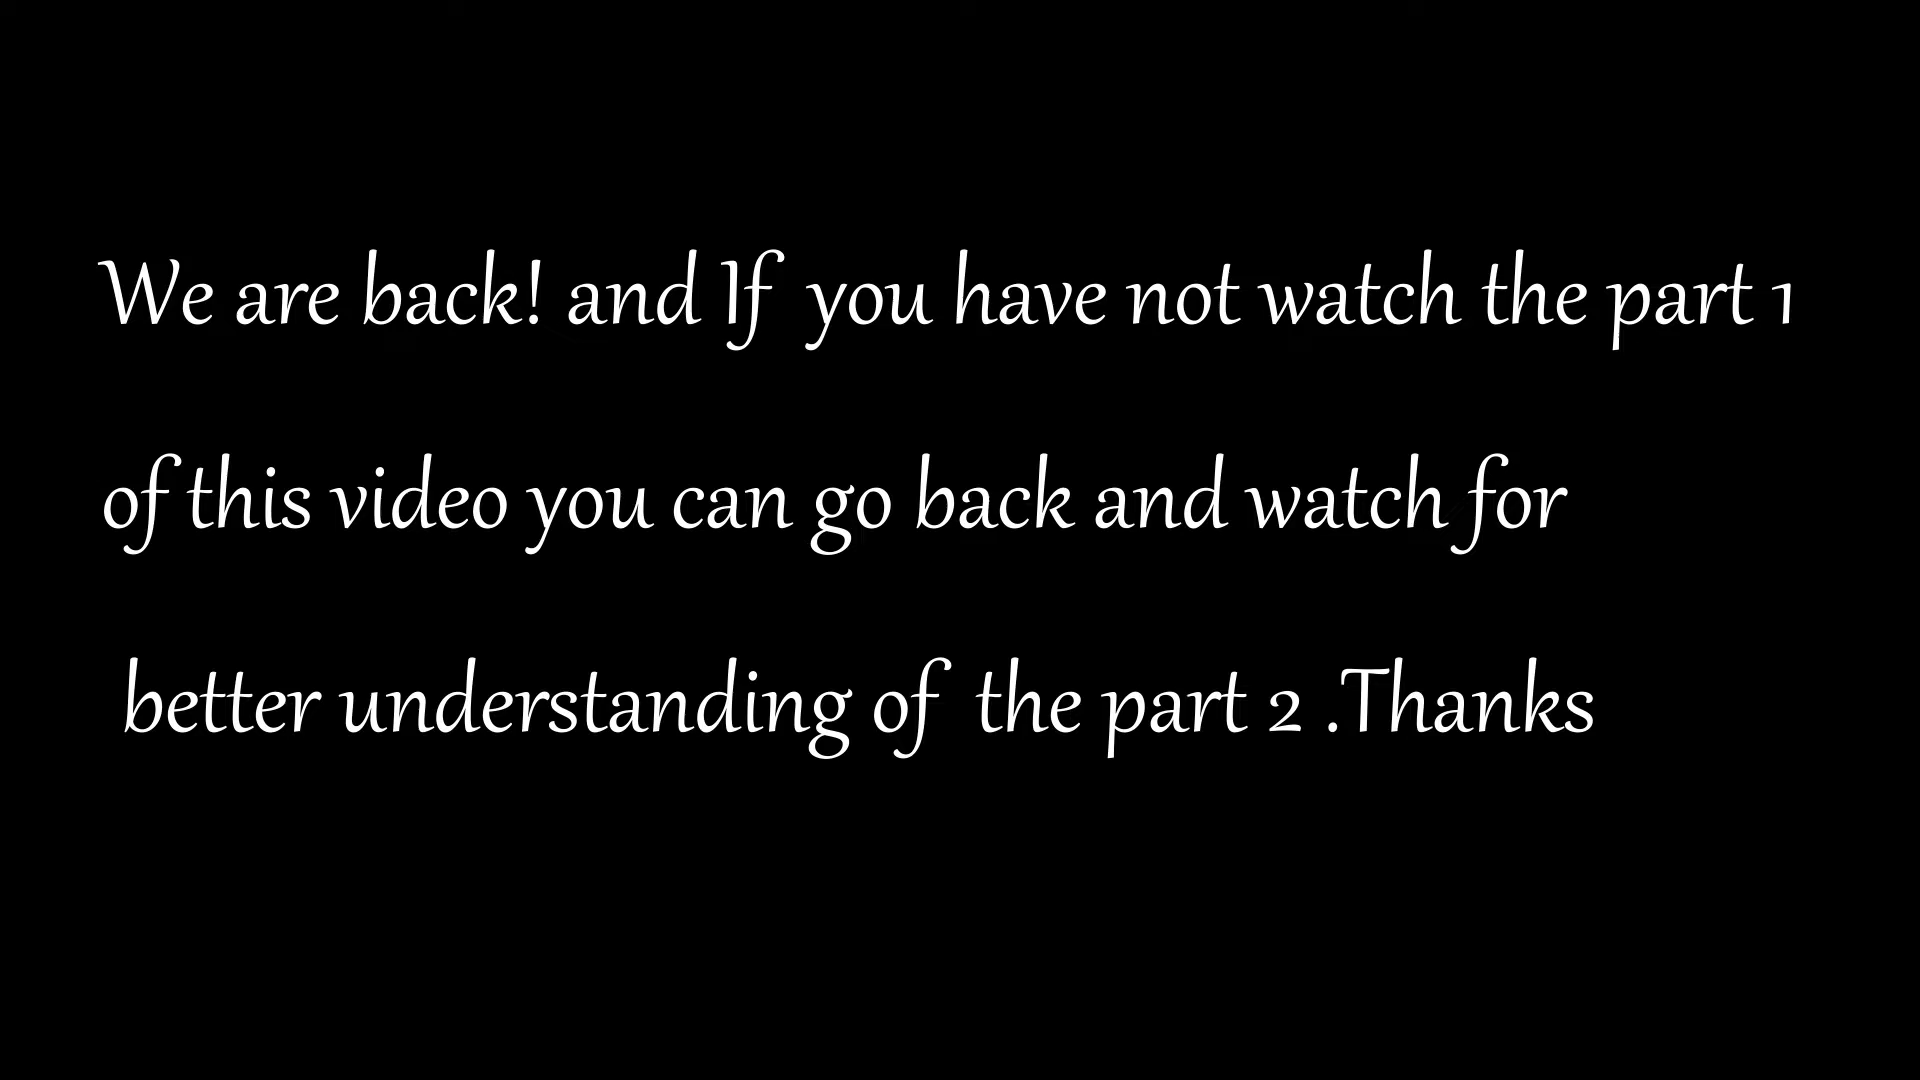 We are back! and If you have not watch the part 1
of this video you can go back and watch for
better understanding of the part 2 .Thanks